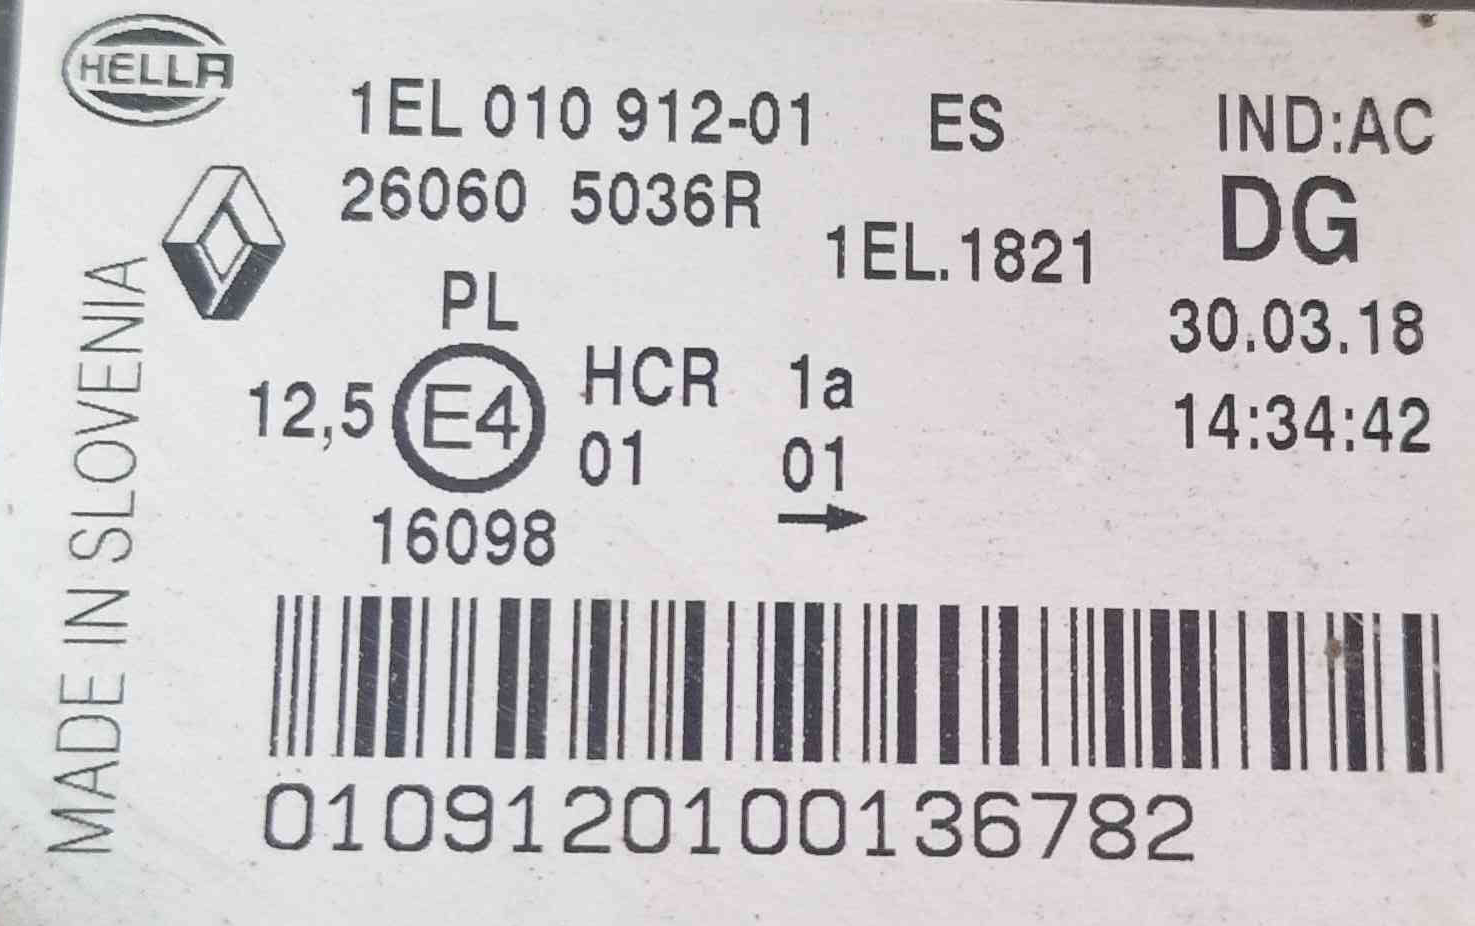 HELLA
1EL 010 912-01 ES IND:AC
26060 5036R DG
1EL.1821
PL 30.03.18
12,5 E4 HCR 1a 14:34:42
01 01
16098
MADE IN SLOVENIA
0109120100136782